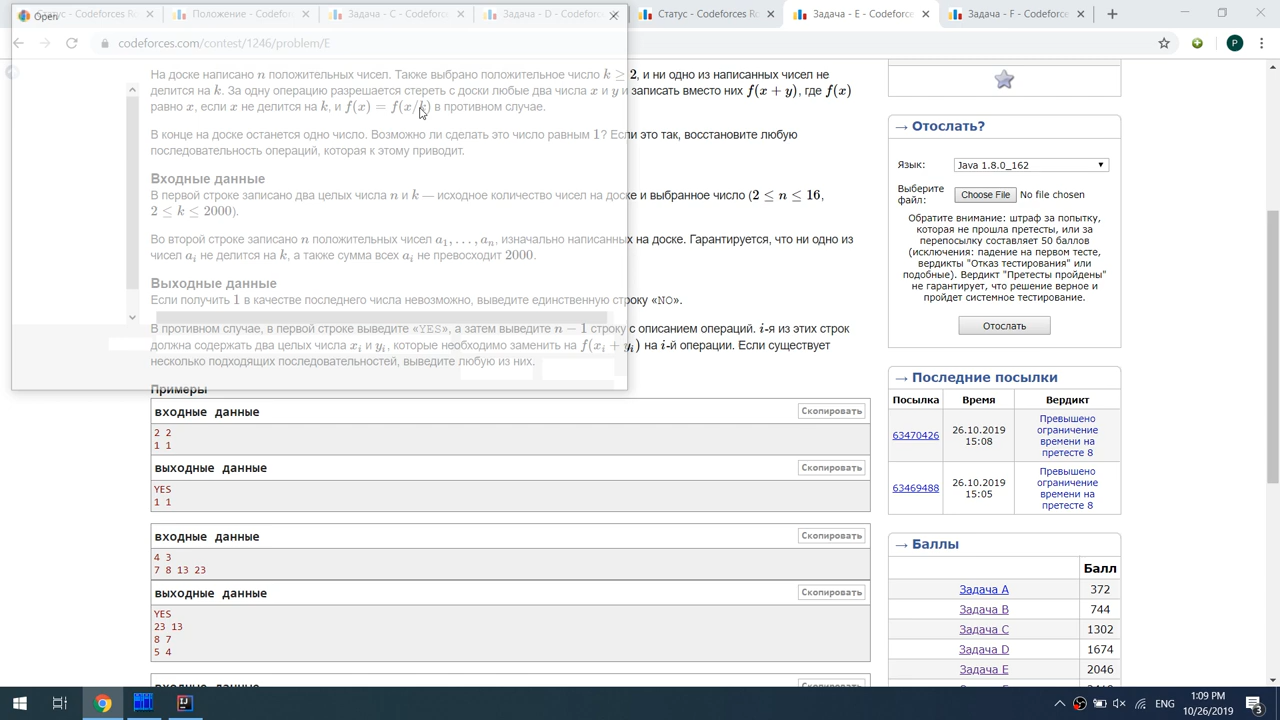 Open
Статус - Codeforces Ro
Положение - Codeforces
Задача - C - Codeforces
Задача - D - Codeforces
Статус - Codeforces Ro
Задача - E - Codeforces
Задача - F - Codeforces
codeforces.com/contest/1246/problem/E
P
На доске написано n положительных чисел. Также выбрано положительное число k ≥ 2, и ни одно из написанных чисел не
делится на k. За одну операцию разрешается стереть с доски любые два числа x и y и записать вместо них f(x + y), где f(x)
равно x, если x не делится на k, и f(x) = f(x/k) в противном случае.
В конце на доске останется одно число. Возможно ли сделать это число равным 1? Если это так, восстановите любую
последовательность операций, которая к этому приводит.
Входные данные
В первой строке записано два целых числа n и k — исходное количество чисел на доске и выбранное число (2 ≤ n ≤ 16,
2 ≤ k ≤ 2000).
Во второй строке записано n положительных чисел a₁, . . . , aₙ, изначально написанных на доске. Гарантируется, что ни одно из
чисел aᵢ не делится на k, а также сумма всех aᵢ не превосходит 2000.
Выходные данные
Если получить 1 в качестве последнего числа невозможно, выведите единственную строку «NO».
В противном случае, в первой строке выведите «YES», а затем выведите n − 1 строку с описанием операций. i-я из этих строк
должна содержать два целых числа xᵢ и yᵢ, которые необходимо заменить на f(xᵢ + yᵢ) на i-й операции. Если существует
несколько подходящих последовательностей, выведите любую из них.
Примеры
входные данные
Скопировать
2 2
1 1
выходные данные
Скопировать
YES
1 1
входные данные
Скопировать
4 3
7 8 13 23
выходные данные
Скопировать
YES
23 13
8 7
5 4
→ Отослать?
Язык: Java 1.8.0_162
Выберите файл: Choose File No file chosen
Обратите внимание: штраф за попытку,
которая не прошла претесты, или за
перепосылку составляет 50 баллов
(исключения: падение на первом тесте,
вердикты "Отказ тестирования" или
подобные). Вердикт "Претесты пройдены"
не гарантирует, что решение верное и
пройдет системное тестирование.
Отослать
→ Последние посылки
Посылка Время Вердикт
63470426 26.10.2019 15:08 Превышено ограничение времени на претесте 8
63469488 26.10.2019 15:05 Превышено ограничение времени на претесте 8
→ Баллы
Балл
Задача A 372
Задача B 744
Задача C 1302
Задача D 1674
Задача E 2046
ENG
1:09 PM
10/26/2019
3